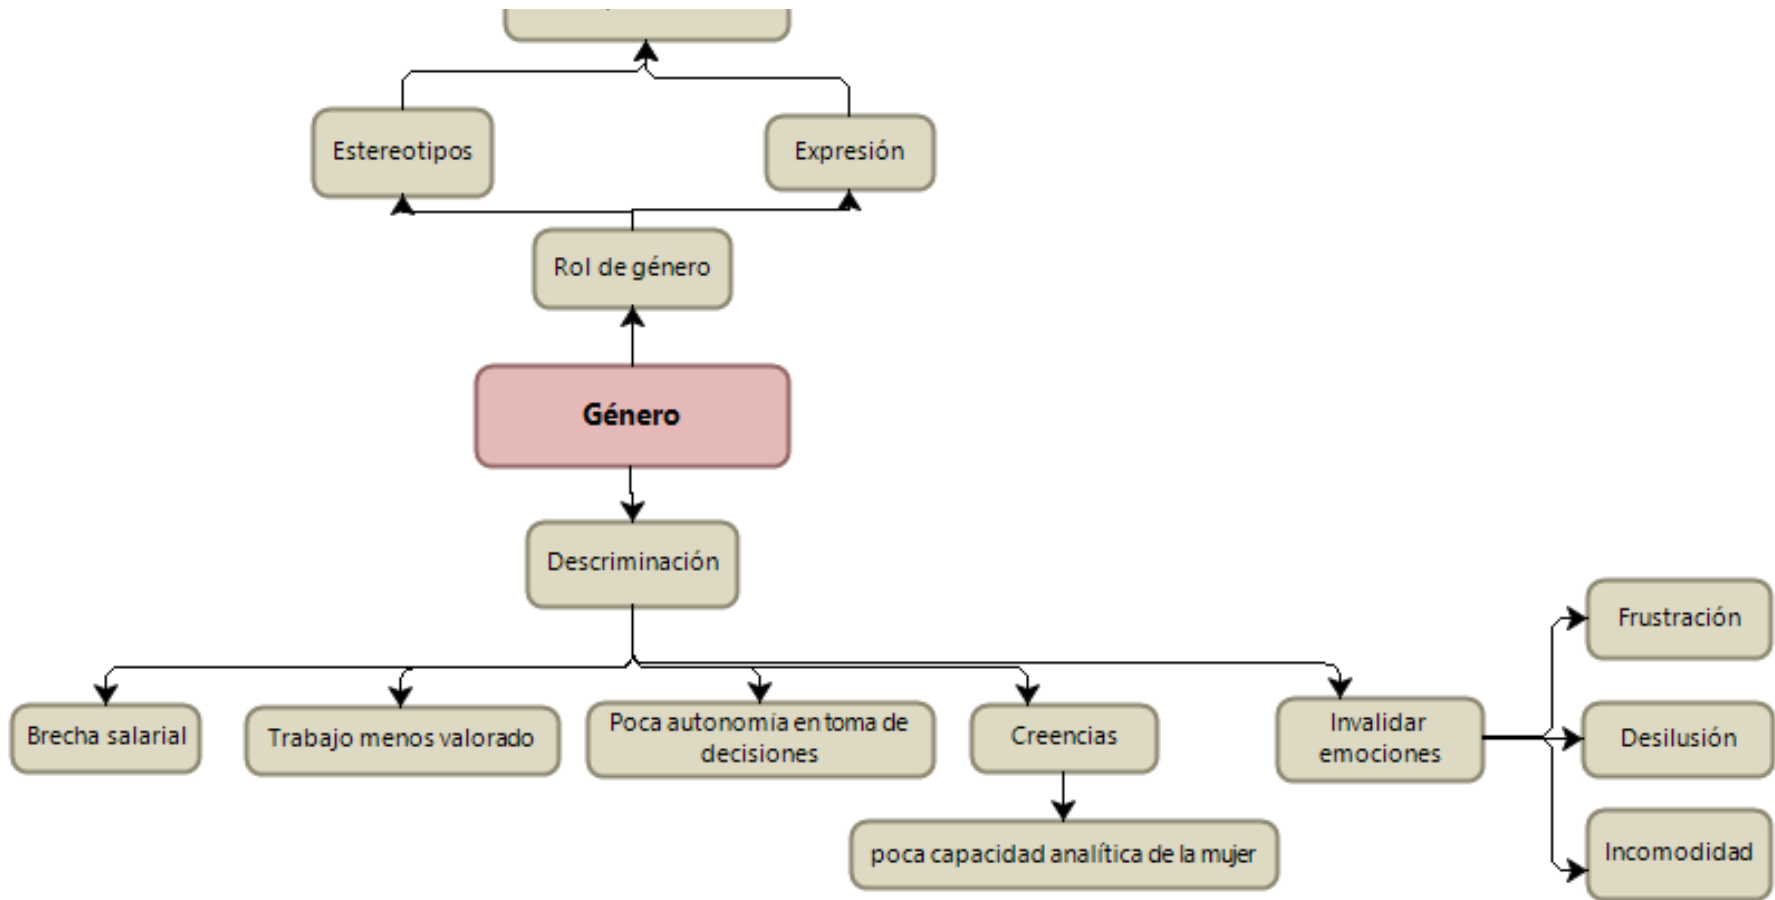 Estereotipos
Expresión
Rol de género
Género
Descriminación
Frustración
Brecha salarial
Trabajo menos valorado
Poca autonomía en toma de
decisiones
Creencias
Invalidar
emociones
Desilusión
poca capacidad analítica de la mujer
Incomodidad